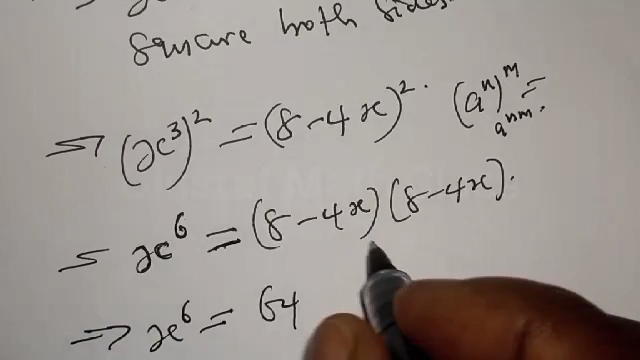 Square both sides.
⇒ (x³)² = (8-4x)². (aⁿ)ᵐ =
aⁿᵐ.
⇒ x⁶ = (8-4x)(8-4x).
⇒ x⁶ = 64